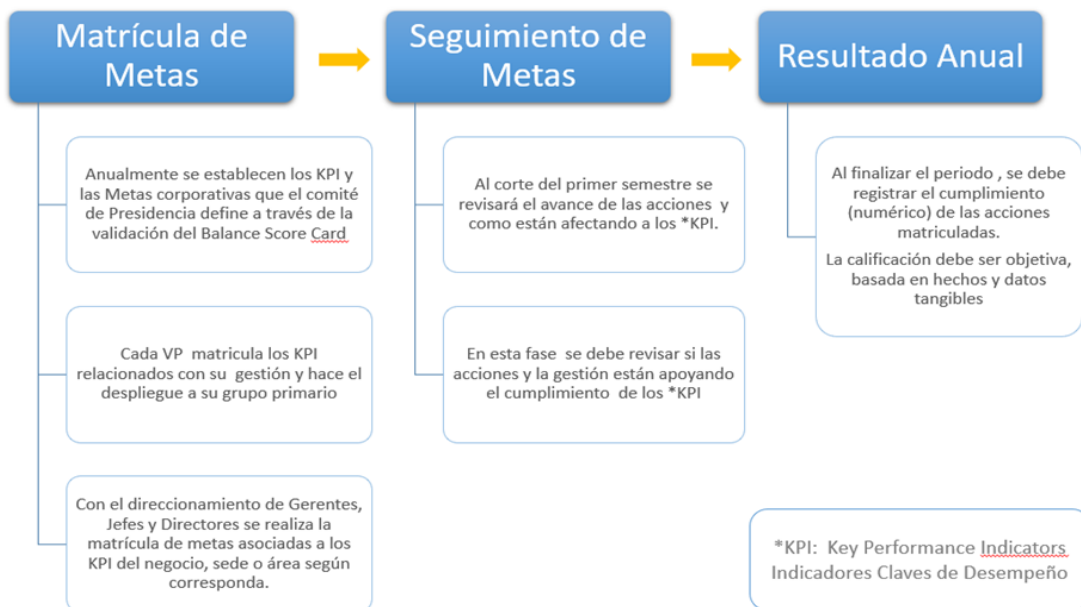 Matrícula de
Metas
Seguimiento de
Metas
Resultado Anual
Anualmente se establecen los KPI y
las Metas corporativas que el comité
de Presidencia define a través de la
validación del Balance Score Card
Cada VP matricula los KPI
relacionados con su gestión y hace el
despliegue a su grupo primario
Con el direccionamiento de Gerentes,
Jefes y Directores se realiza la
matrícula de metas asociadas a los
KPI del negocio, sede o área según
corresponda.
Al corte del primer semestre se
revisará el avance de las acciones y
como están afectando a los *KPI.
En esta fase se debe revisar si las
acciones y la gestión están apoyando
el cumplimiento de los *KPI
Al finalizar el periodo , se debe
registrar el cumplimiento
(numérico) de las acciones
matriculadas.
La calificación debe ser objetiva,
basada en hechos y datos
tangibles
*KPI: Key Performance Indicators
Indicadores Claves de Desempeño